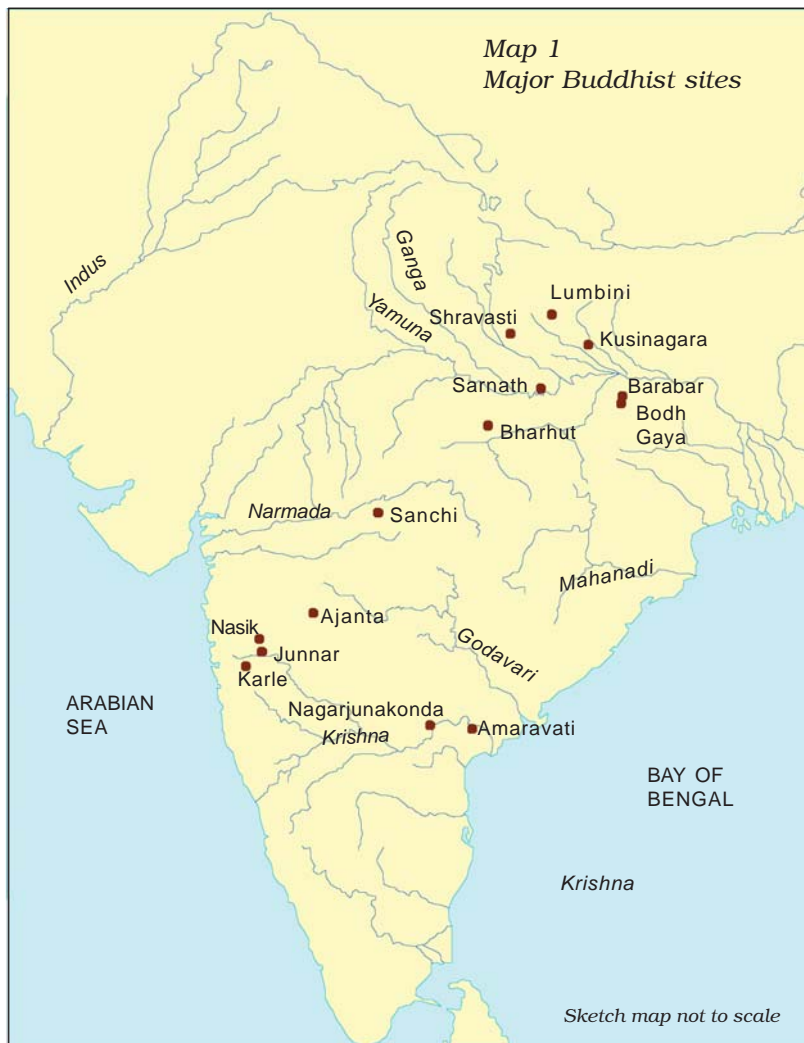 Map 1
Major Buddhist sites
Indus
Ganga
Yamuna
Lumbini
Shravasti
Kusinagara
Sarnath
Barabar
Bodh
Gaya
Bharhut
Narmada
Sanchi
Mahanadi
Ajanta
Nasik
Junnar
Karle
Godavari
ARABIAN
SEA
Nagarjunakonda
Krishna
Amaravati
BAY OF
BENGAL
Krishna
Sketch map not to scale